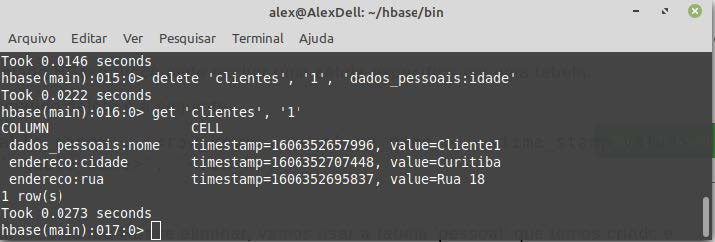 alex@AlexDell: ~/hbase/bin
Arquivo Editar Ver Pesquisar Terminal Ajuda
Took 0.0146 seconds
hbase(main):015:0> delete 'clientes', '1', 'dados_pessoais:idade'
Took 0.0222 seconds
hbase(main):016:0> get 'clientes', '1'
COLUMN CELL
dados_pessoais:nome timestamp=1606352657996, value=Cliente1
endereco:cidade timestamp=1606352707448, value=Curitiba
endereco:rua timestamp=1606352695837, value=Rua 18
1 row(s)
Took 0.0273 seconds
hbase(main):017:0>